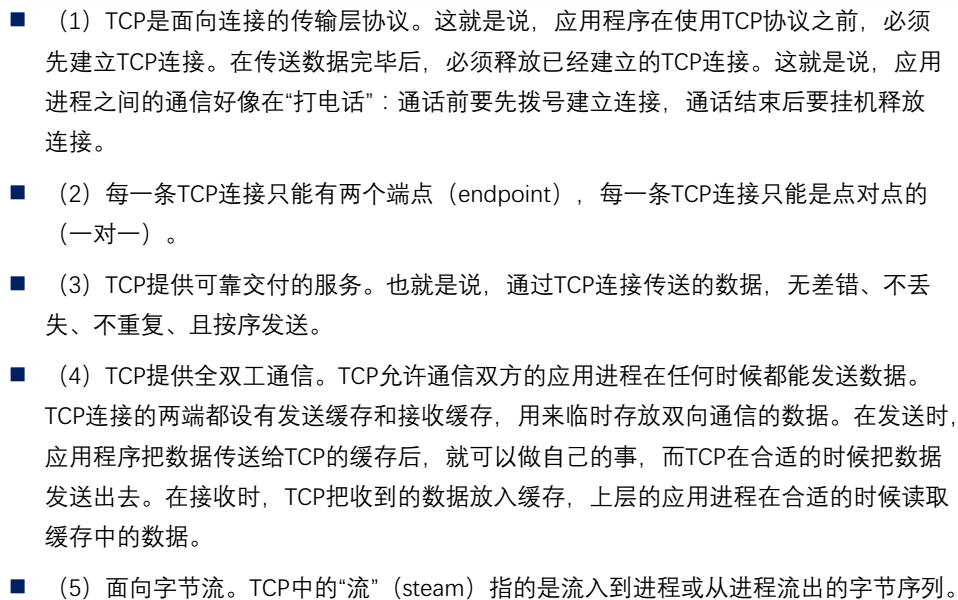 ■ （1）TCP是面向连接的传输层协议。这就是说，应用程序在使用TCP协议之前，必须
先建立TCP连接。在传送数据完毕后，必须释放已经建立的TCP连接。这就是说，应用
进程之间的通信好像在“打电话”：通话前要先拨号建立连接，通话结束后要挂机释放
连接。
■ （2）每一条TCP连接只能有两个端点（endpoint），每一条TCP连接只能是点对点的
（一对一）。
■ （3）TCP提供可靠交付的服务。也就是说，通过TCP连接传送的数据，无差错、不丢
失、不重复、且按序发送。
■ （4）TCP提供全双工通信。TCP允许通信双方的应用进程在任何时候都能发送数据。
TCP连接的两端都设有发送缓存和接收缓存，用来临时存放双向通信的数据。在发送时，
应用程序把数据传送给TCP的缓存后，就可以做自己的事，而TCP在合适的时候把数据
发送出去。在接收时，TCP把收到的数据放入缓存，上层的应用进程在合适的时候读取
缓存中的数据。
■ （5）面向字节流。TCP中的“流”（steam）指的是流入到进程或从进程流出的字节序列。